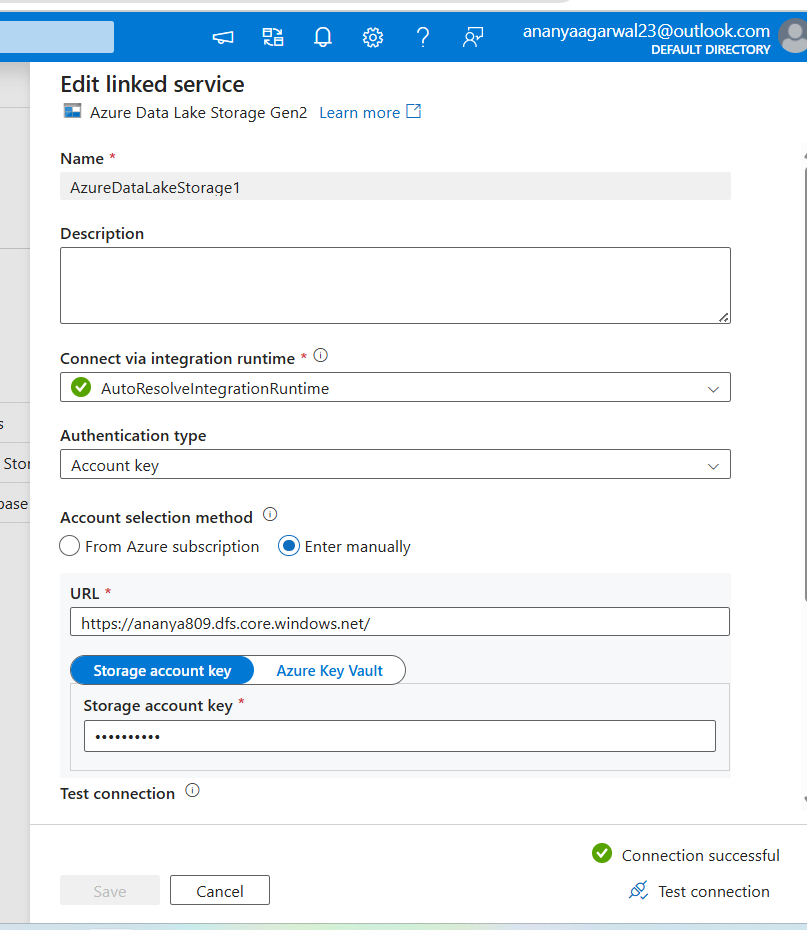 ananyaagarwal23@outlook.com
DEFAULT DIRECTORY
Edit linked service
Azure Data Lake Storage Gen2 Learn more
Name *
AzureDataLakeStorage1
Description
Connect via integration runtime *
AutoResolveIntegrationRuntime
Authentication type
Account key
s
Stor
base
Account selection method
From Azure subscription Enter manually
URL *
https://ananya809.dfs.core.windows.net/
Storage account key Azure Key Vault
Storage account key *
••••••••••
Test connection
Connection successful
Save Cancel Test connection